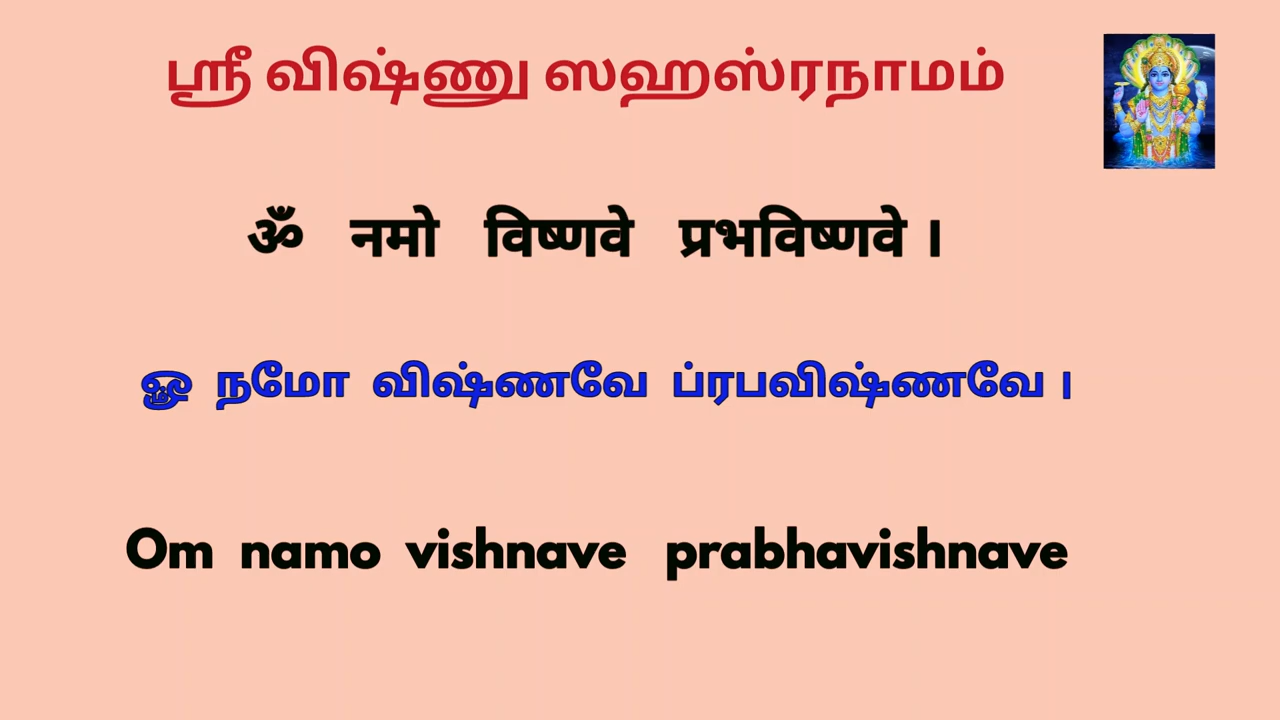 ஸ்ரீ விஷ்ணு ஸஹஸ்ரநாமம்
ॐ नमो विष्णवे प्रभविष्णवे ।
ௐ நமோ விஷ்ணவே ப்ரபவிஷ்ணவே ।
Om namo vishnave prabhavishnave